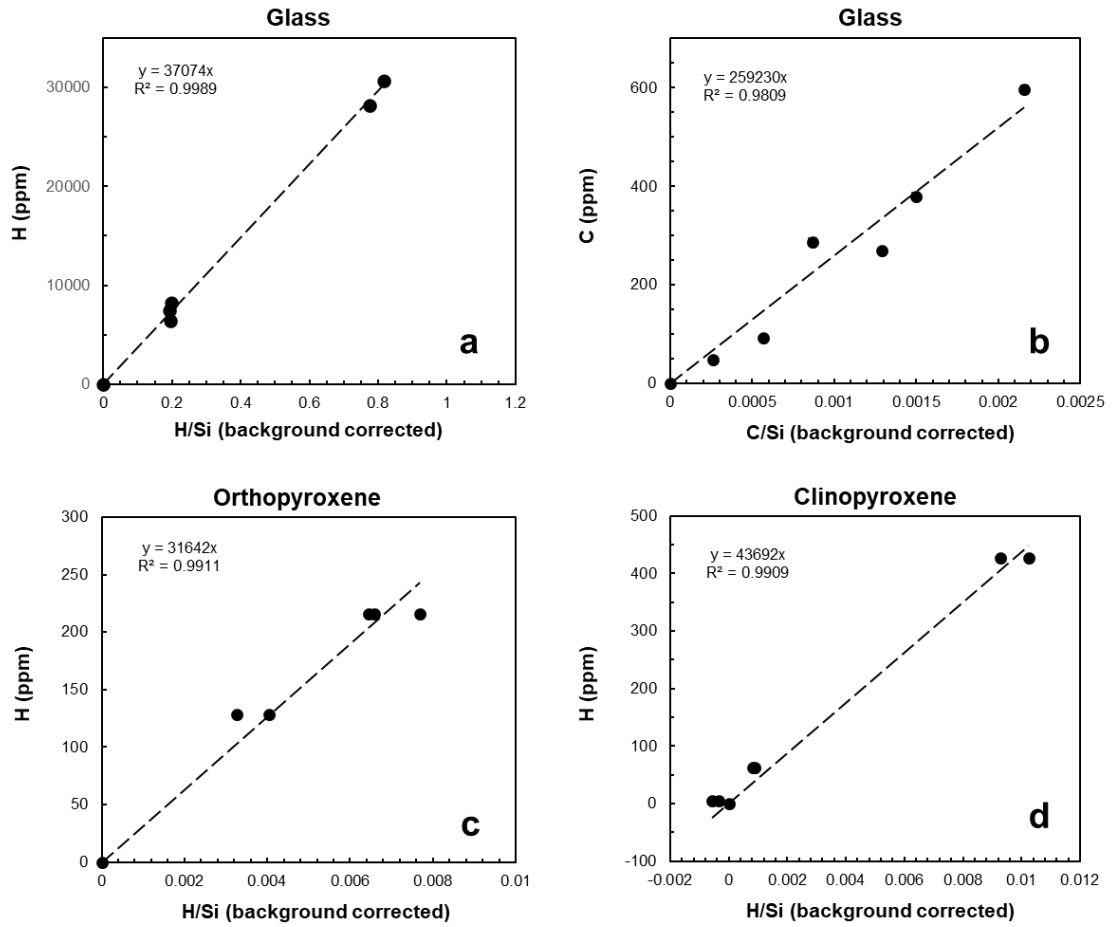 Glass
y = 37074x
R² = 0.9989
H (ppm)
30000
20000
10000
0
a
0 0.2 0.4 0.6 0.8 1 1.2
H/Si (background corrected)
Glass
y = 259230x
R² = 0.9809
C (ppm)
600
400
200
0
b
0 0.0005 0.001 0.0015 0.002 0.0025
C/Si (background corrected)
Orthopyroxene
y = 31642x
R² = 0.9911
H (ppm)
300
250
200
150
100
50
0
c
0 0.002 0.004 0.006 0.008 0.01
H/Si (background corrected)
Clinopyroxene
y = 43692x
R² = 0.9909
H (ppm)
500
400
300
200
100
0
-100
d
-0.002 0 0.002 0.004 0.006 0.008 0.01 0.012
H/Si (background corrected)